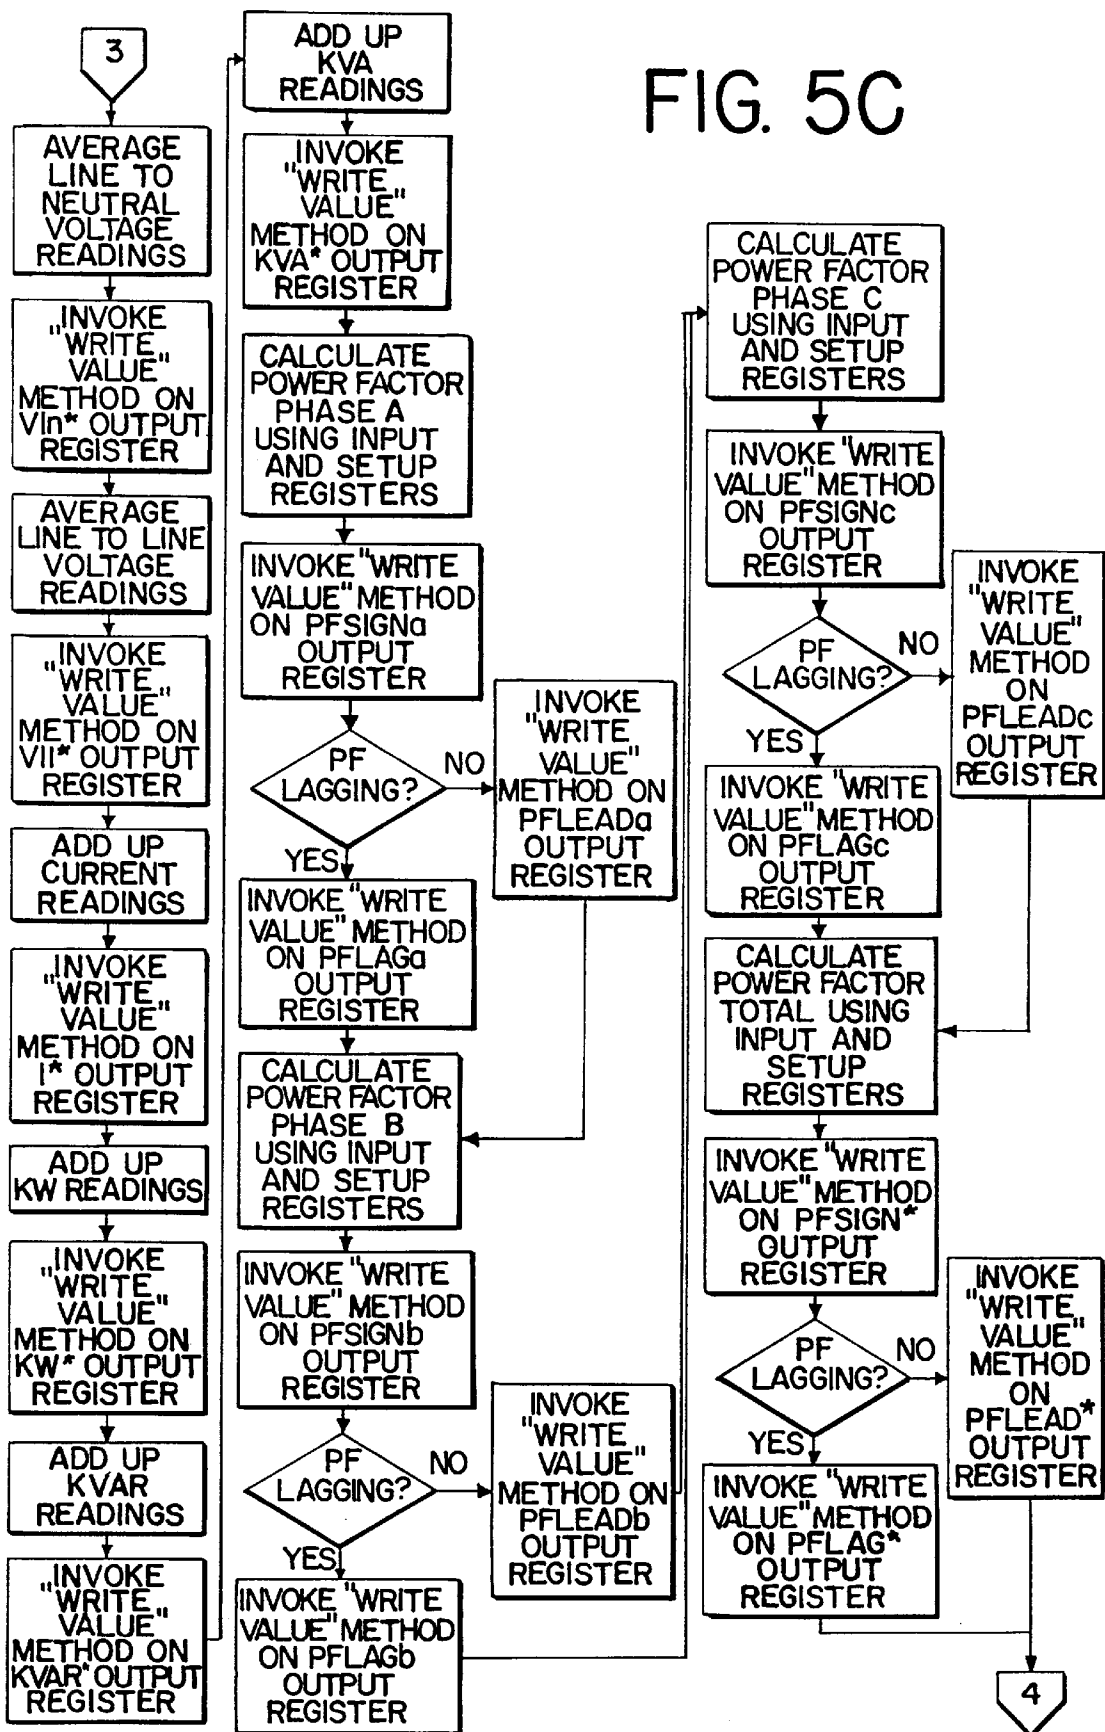 3
AVERAGE
LINE TO
NEUTRAL
VOLTAGE
READINGS
INVOKE
"WRITE
VALUE"
METHOD ON
Vln* OUTPUT
REGISTER
AVERAGE
LINE TO LINE
VOLTAGE
READINGS
INVOKE
"WRITE
VALUE"
METHOD ON
Vll* OUTPUT
REGISTER
ADD UP
CURRENT
READINGS
INVOKE
"WRITE
VALUE"
METHOD ON
I* OUTPUT
REGISTER
ADD UP
KW READINGS
INVOKE
"WRITE
VALUE"
METHOD ON
KW* OUTPUT
REGISTER
ADD UP
KVAR
READINGS
INVOKE
"WRITE
VALUE"
METHOD ON
KVAR* OUTPUT
REGISTER
ADD UP
KVA
READINGS
INVOKE
"WRITE
VALUE"
METHOD ON
KVA* OUTPUT
REGISTER
CALCULATE
POWER FACTOR
PHASE A
USING INPUT
AND SETUP
REGISTERS
INVOKE "WRITE
VALUE" METHOD
ON PFSIGNa
OUTPUT
REGISTER
PF
LAGGING?
NO
YES
INVOKE
"WRITE
VALUE"
METHOD ON
PFLEADa
OUTPUT
REGISTER
INVOKE "WRITE
VALUE" METHOD
ON PFLAGa
OUTPUT
REGISTER
CALCULATE
POWER FACTOR
PHASE B
USING INPUT
AND SETUP
REGISTERS
INVOKE "WRITE
VALUE" METHOD
ON PFSIGNb
OUTPUT
REGISTER
PF
LAGGING?
NO
YES
INVOKE
"WRITE
VALUE"
METHOD ON
PFLEADb
OUTPUT
REGISTER
INVOKE "WRITE
VALUE" METHOD
ON PFLAGb
OUTPUT
REGISTER
FIG. 5C
CALCULATE
POWER FACTOR
PHASE C
USING INPUT
AND SETUP
REGISTERS
INVOKE "WRITE
VALUE" METHOD
ON PFSIGNc
OUTPUT
REGISTER
PF
LAGGING?
NO
YES
INVOKE
"WRITE
VALUE"
METHOD
ON
PFLEADc
OUTPUT
REGISTER
INVOKE "WRITE
VALUE" METHOD
ON PFLAGc
OUTPUT
REGISTER
CALCULATE
POWER FACTOR
TOTAL USING
INPUT AND
SETUP
REGISTERS
INVOKE "WRITE
VALUE" METHOD
ON PFSIGN*
OUTPUT
REGISTER
PF
LAGGING?
NO
YES
INVOKE
"WRITE
VALUE"
METHOD
ON
PFLEAD*
OUTPUT
REGISTER
INVOKE "WRITE
VALUE" METHOD
ON PFLAG*
OUTPUT
REGISTER
4